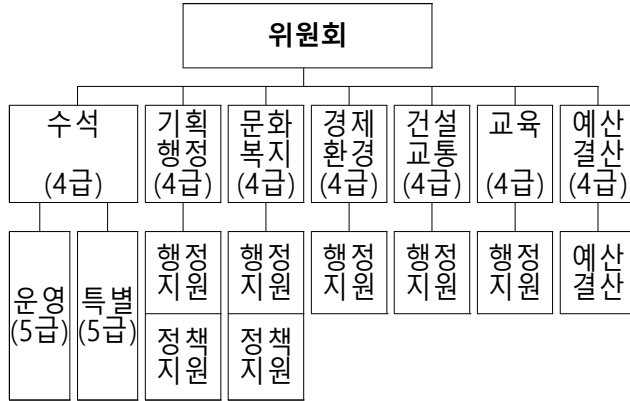 위원회
수석
(4급)
기획
행정
(4급)
문화
복지
(4급)
경제
환경
(4급)
건설
교통
(4급)
교육
(4급)
예산
결산
(4급)
운영
(5급)
특별
(5급)
행정
지원
정책
지원
행정
지원
정책
지원
행정
지원
행정
지원
행정
지원
예산
결산